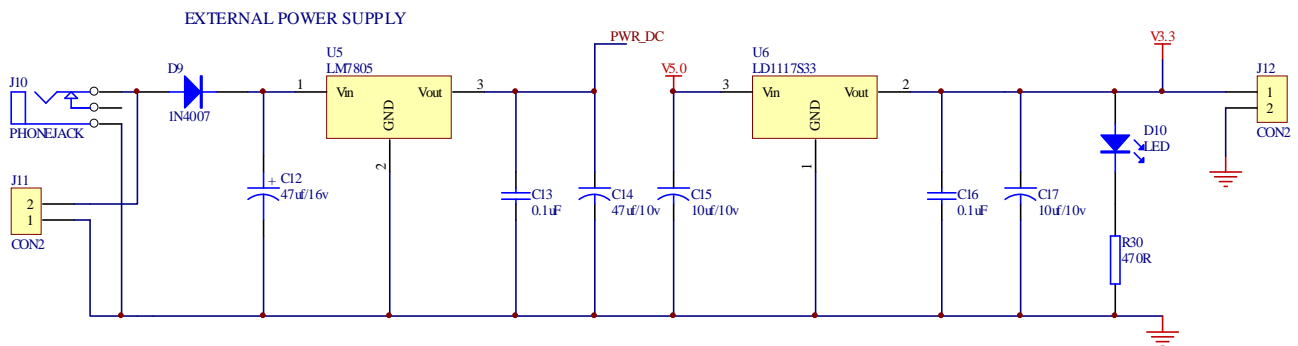 EXTERNAL POWER SUPPLY
PWR_DC
J10
PHONEJACK
D9
1N4007
U5
LM7805
1
Vin
Vout
3
GND
2
V5.0
U6
LD1117S33
3
Vin
Vout
2
GND
1
V3.3
J12
1
2
CON2
D10
LED
J11
2
1
CON2
+
C12
47uf/16v
C13
0.1uF
C14
47uf/10v
C15
10uf/10v
C16
0.1uF
C17
10uf/10v
R30
470R